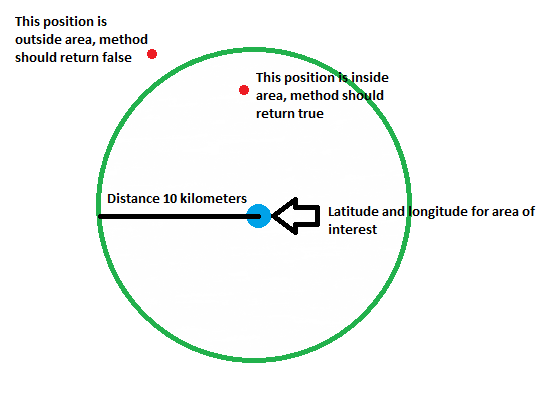 This position is
outside area, method
should return false
This position is inside
area, method should
return true
Distance 10 kilometers
Latitude and longitude for area of
interest